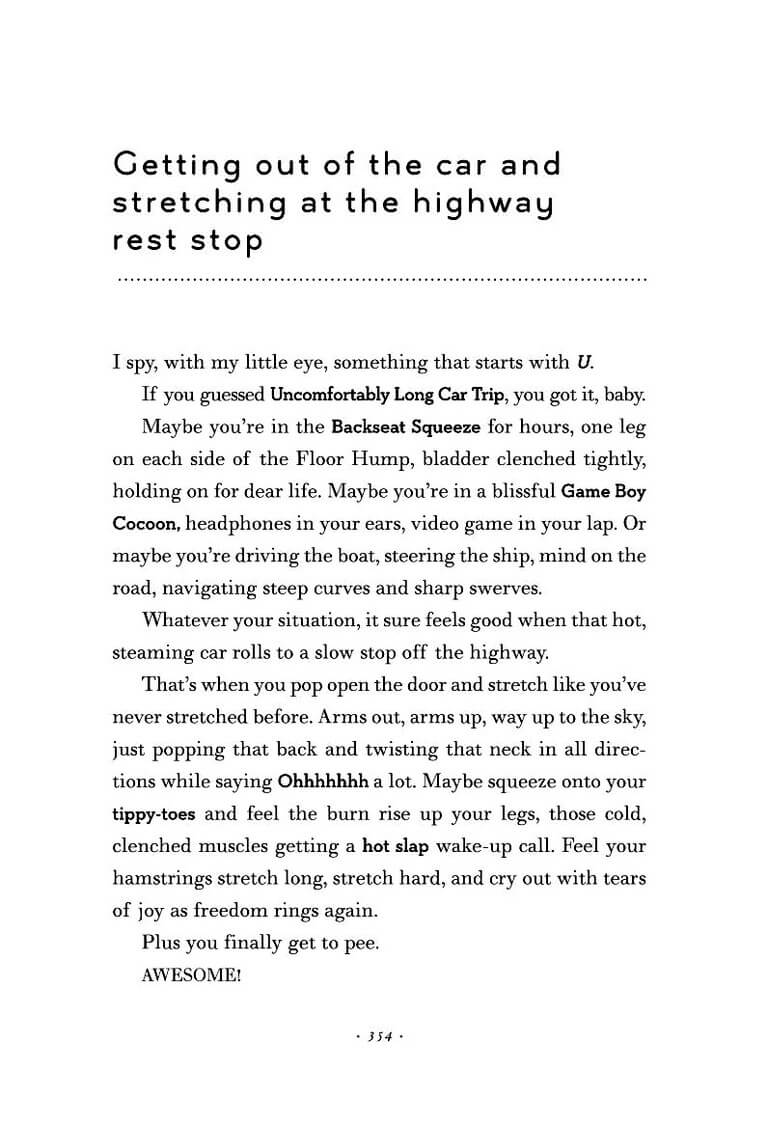 Getting out of the car and
stretching at the highway
rest stop
I spy, with my little eye, something that starts with U.
If you guessed Uncomfortably Long Car Trip, you got it, baby.
Maybe you’re in the Backseat Squeeze for hours, one leg
on each side of the Floor Hump, bladder clenched tightly,
holding on for dear life. Maybe you’re in a blissful Game Boy
Cocoon, headphones in your ears, video game in your lap. Or
maybe you’re driving the boat, steering the ship, mind on the
road, navigating steep curves and sharp swerves.
Whatever your situation, it sure feels good when that hot,
steaming car rolls to a slow stop off the highway.
That’s when you pop open the door and stretch like you’ve
never stretched before. Arms out, arms up, way up to the sky,
just popping that back and twisting that neck in all direc-
tions while saying Ohhhhhhh a lot. Maybe squeeze onto your
tippy-toes and feel the burn rise up your legs, those cold,
clenched muscles getting a hot slap wake-up call. Feel your
hamstrings stretch long, stretch hard, and cry out with tears
of joy as freedom rings again.
Plus you finally get to pee.
AWESOME!
· 354 ·